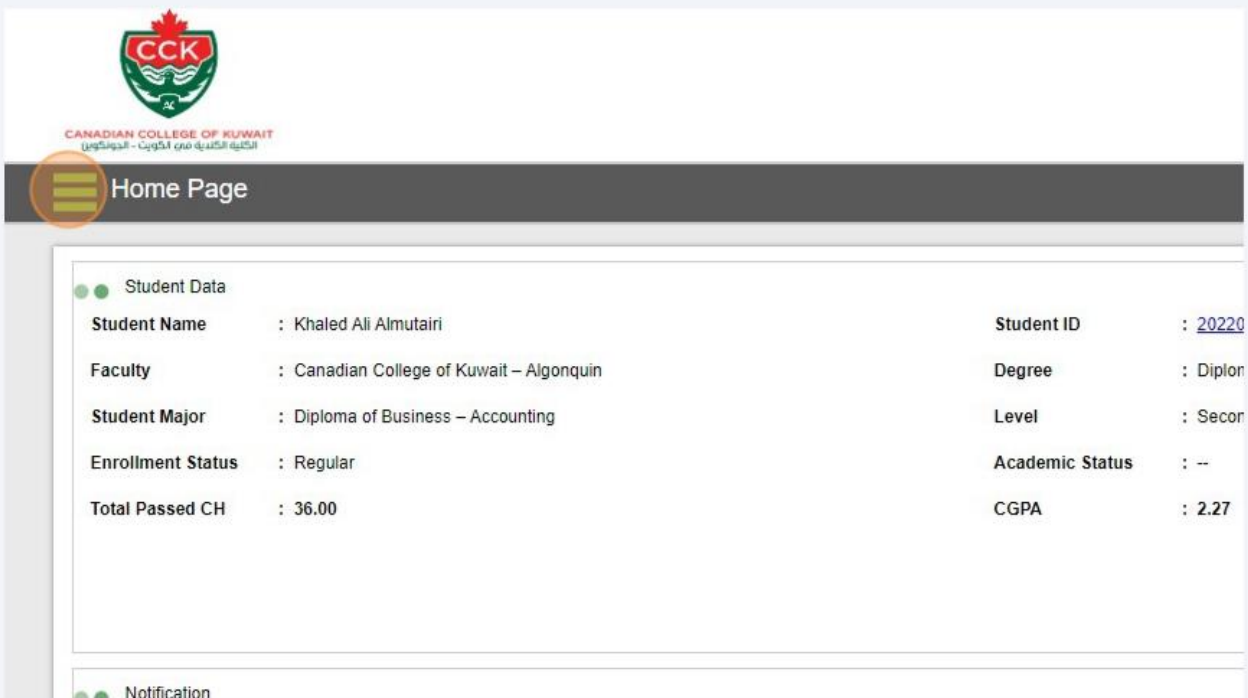 CCK
AC
CANADIAN COLLEGE OF KUWAIT
الكلية الكندية في الكويت - الجونكوين
Home Page
Student Data
Student Name : Khaled Ali Almutairi Student ID : 20220
Faculty : Canadian College of Kuwait – Algonquin Degree : Diplom
Student Major : Diploma of Business – Accounting Level : Secon
Enrollment Status : Regular Academic Status : --
Total Passed CH : 36.00 CGPA : 2.27
Notification